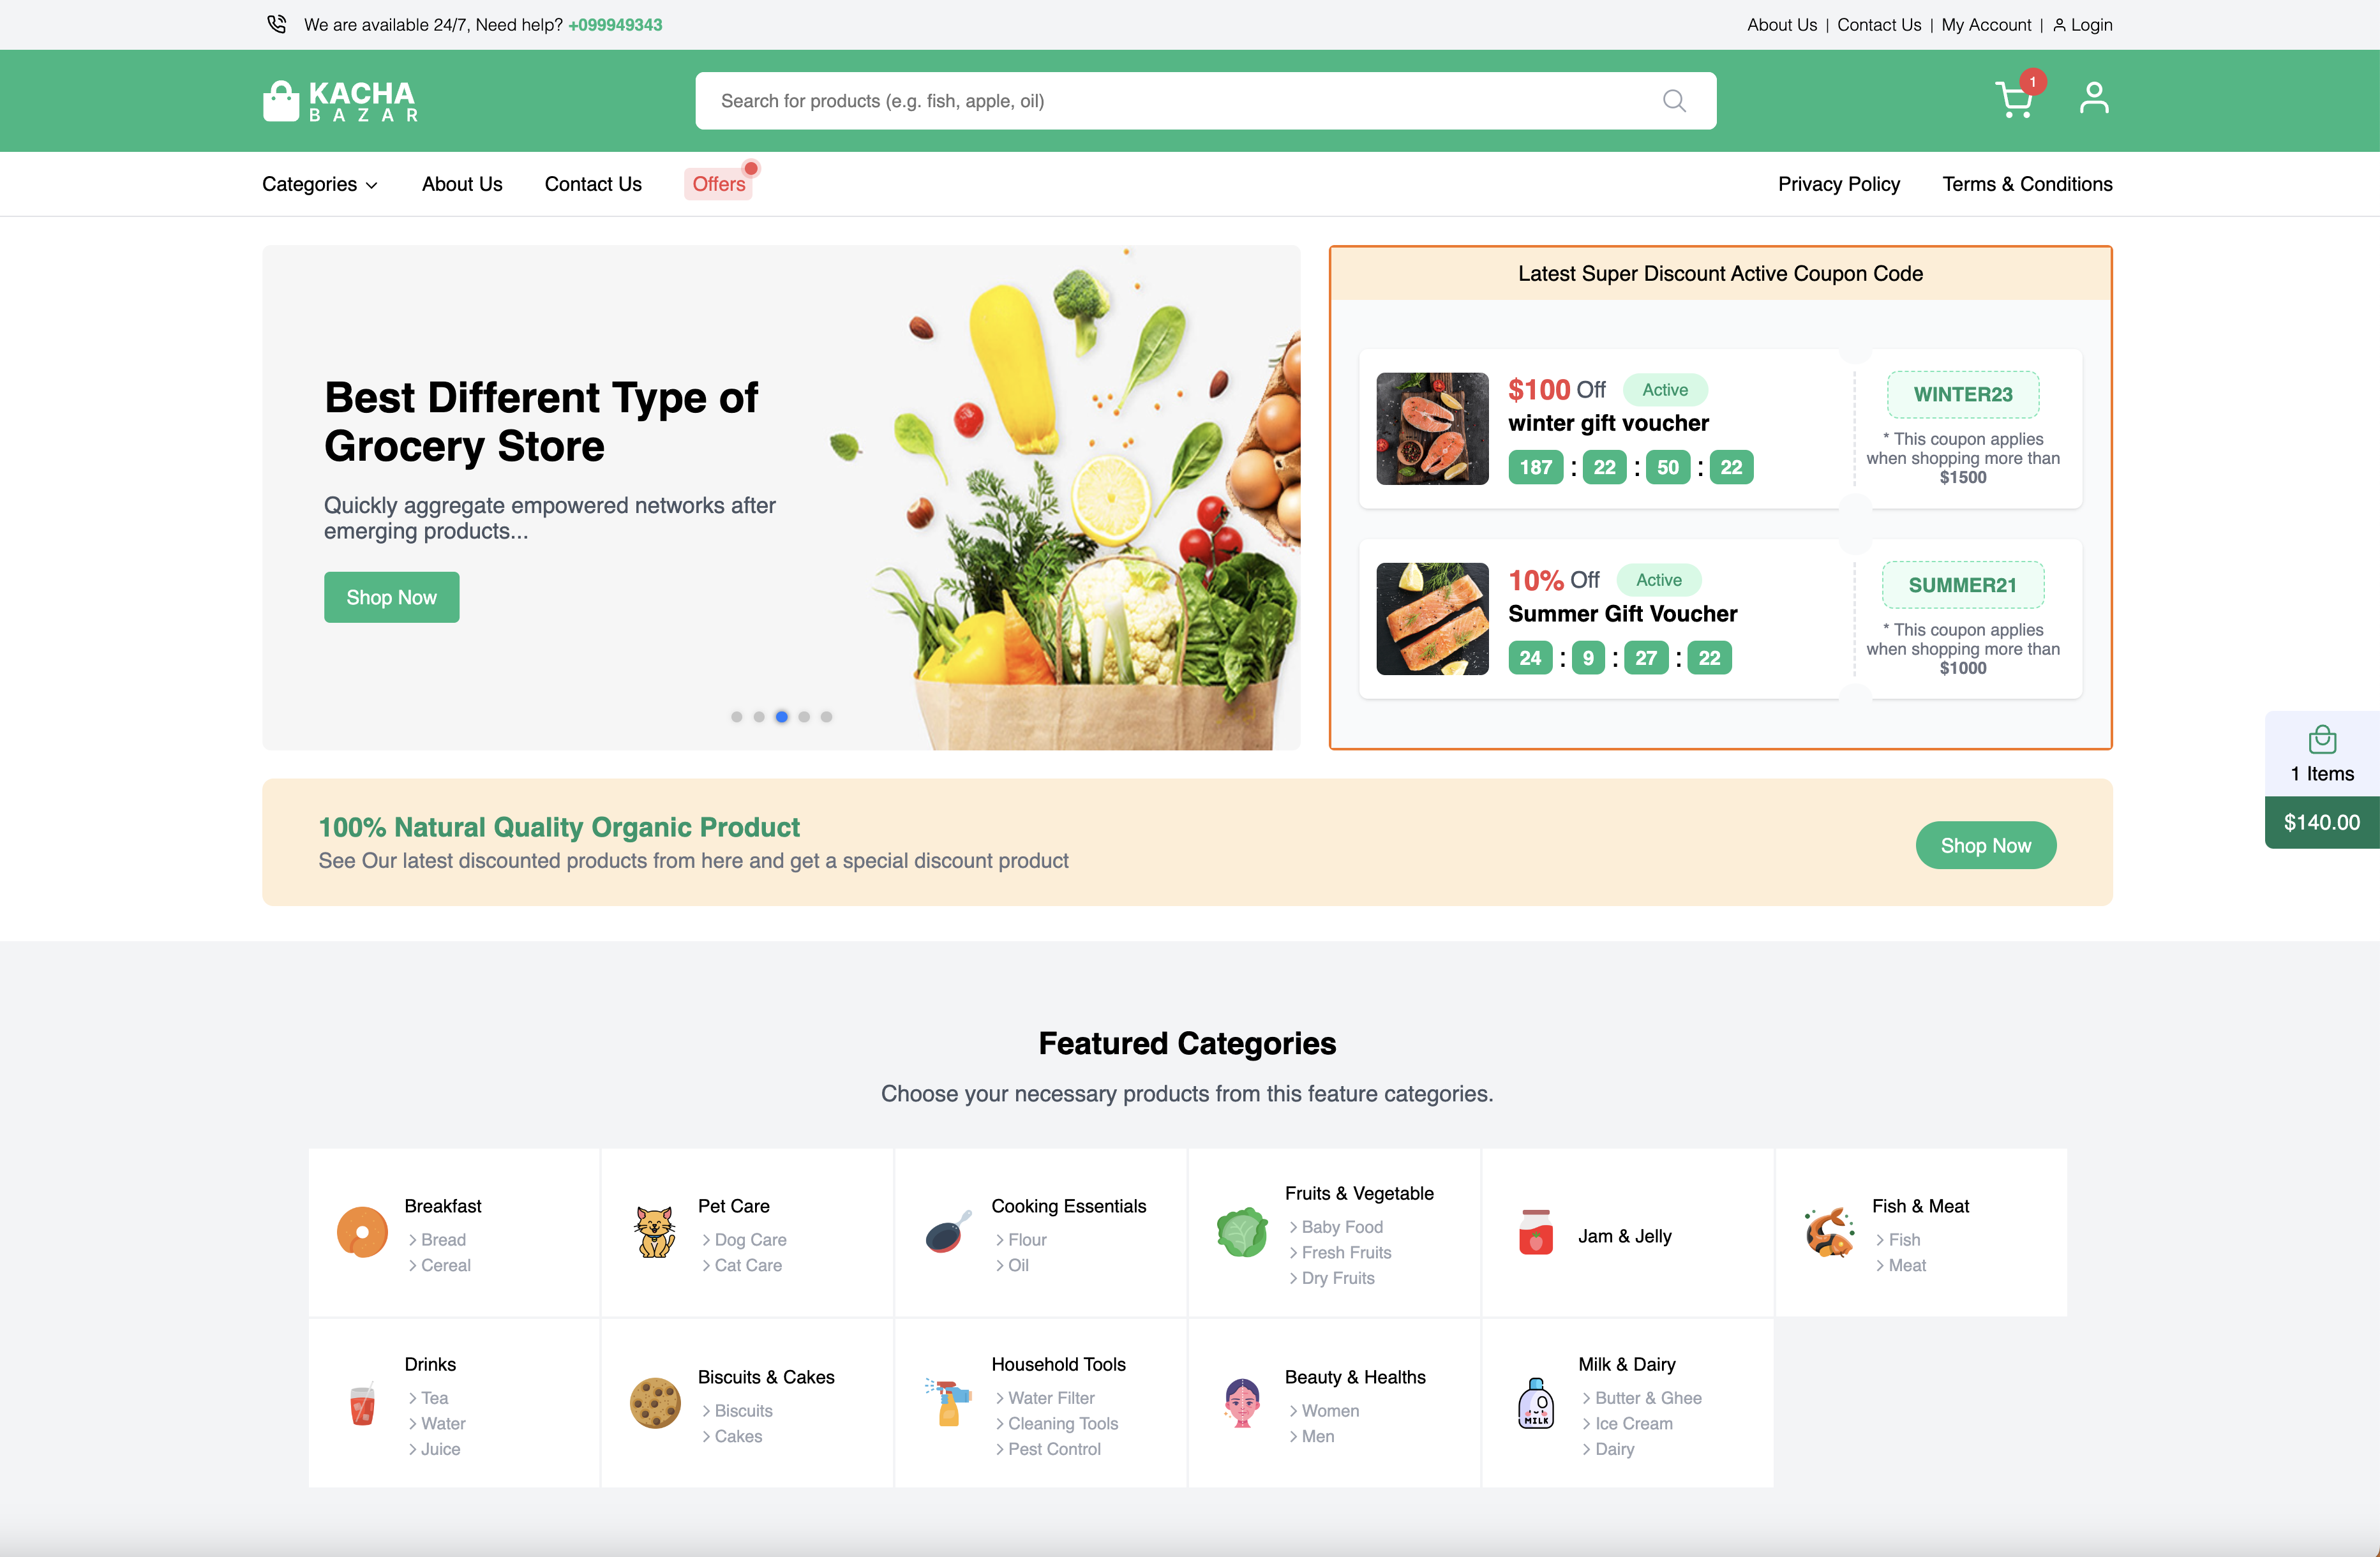 We are available 24/7, Need help? +099949343
About Us | Contact Us | My Account | Login
KACHA
BAZAR
Search for products (e.g. fish, apple, oil)
1
Categories
About Us
Contact Us
Offers
Privacy Policy
Terms & Conditions
Best Different Type of
Grocery Store
Quickly aggregate empowered networks after
emerging products...
Shop Now
Latest Super Discount Active Coupon Code
$100 Off Active
winter gift voucher
187 : 22 : 50 : 22
WINTER23
* This coupon applies
when shopping more than
$1500
10% Off Active
Summer Gift Voucher
24 : 9 : 27 : 22
SUMMER21
* This coupon applies
when shopping more than
$1000
1 Items
$140.00
100% Natural Quality Organic Product
See Our latest discounted products from here and get a special discount product
Shop Now
Featured Categories
Choose your necessary products from this feature categories.
Breakfast
Bread
Cereal
Pet Care
Dog Care
Cat Care
Cooking Essentials
Flour
Oil
Fruits & Vegetable
Baby Food
Fresh Fruits
Dry Fruits
Jam & Jelly
Fish & Meat
Fish
Meat
Drinks
Tea
Water
Juice
Biscuits & Cakes
Biscuits
Cakes
Household Tools
Water Filter
Cleaning Tools
Pest Control
Beauty & Healths
Women
Men
MILK
Milk & Dairy
Butter & Ghee
Ice Cream
Dairy